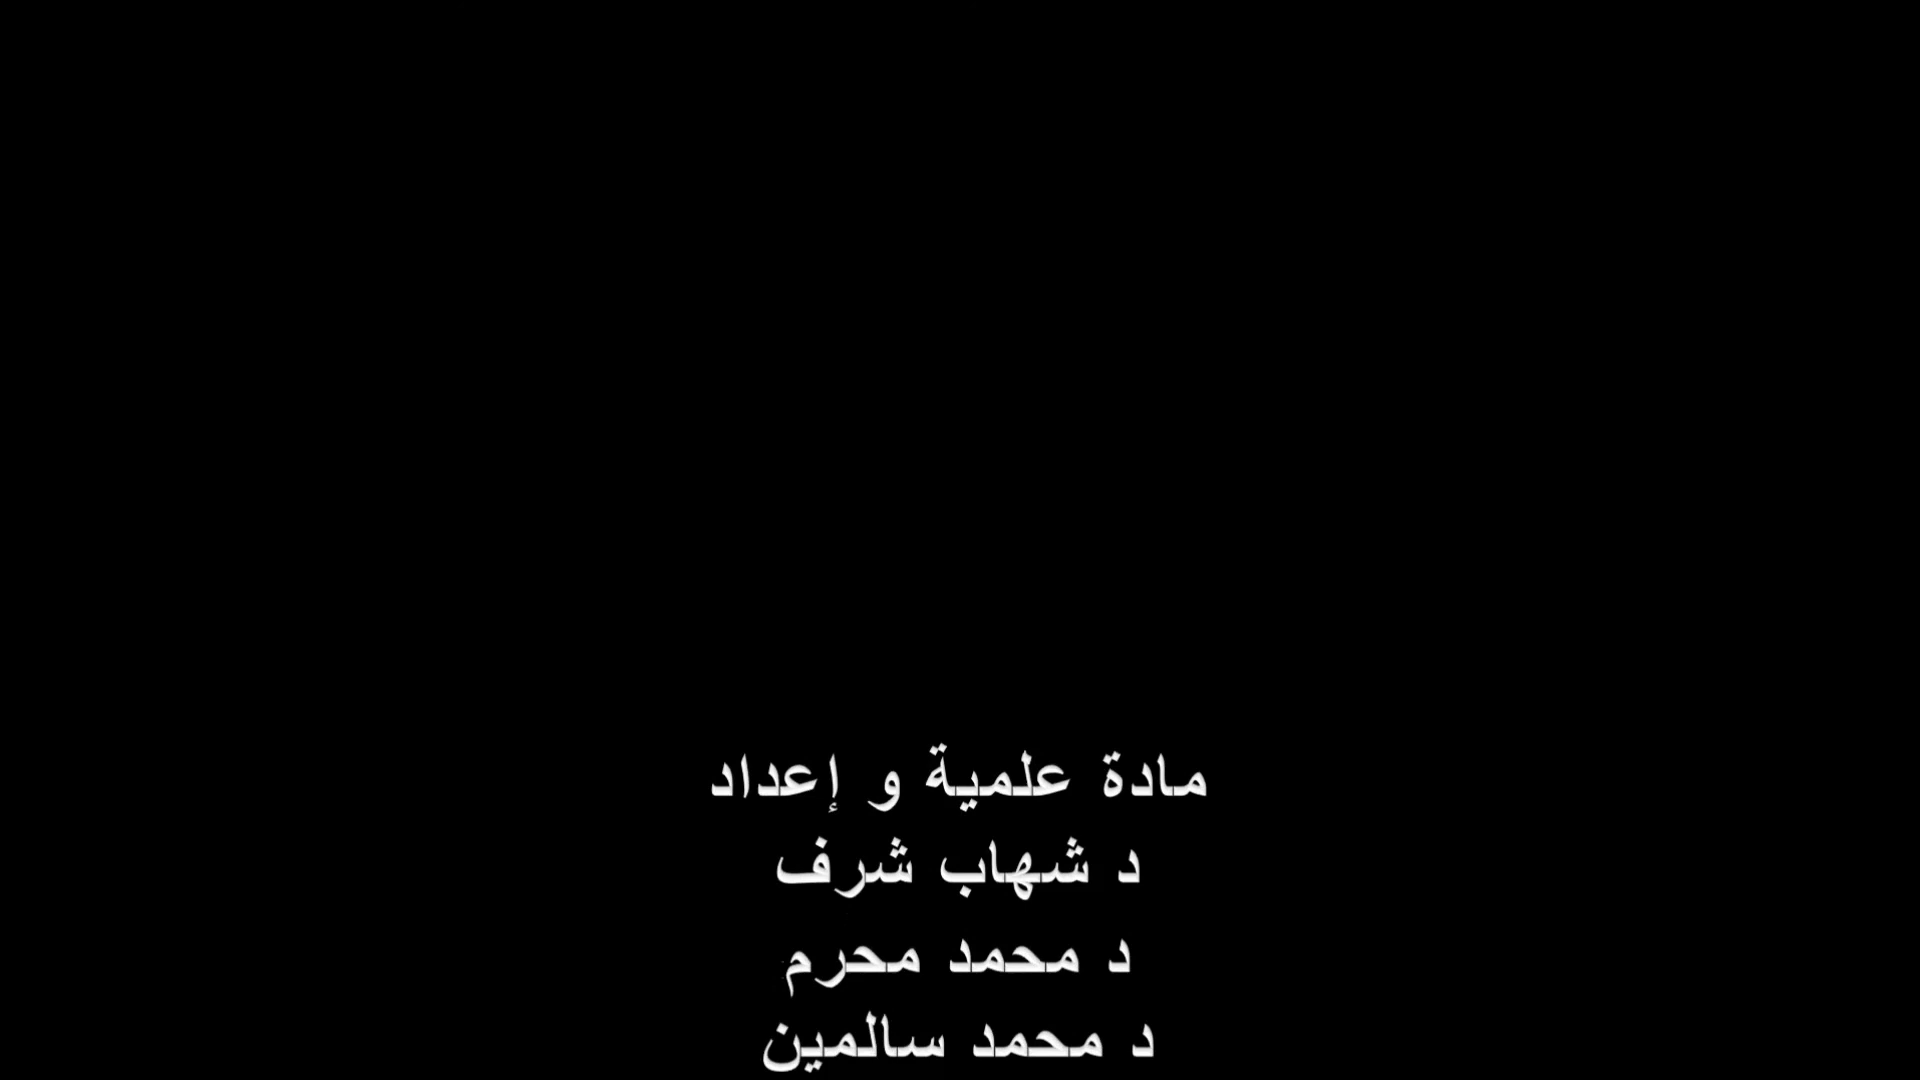 مادة علمية و إعداد
د شهاب شرف
د محمد محرم
د محمد سالمين